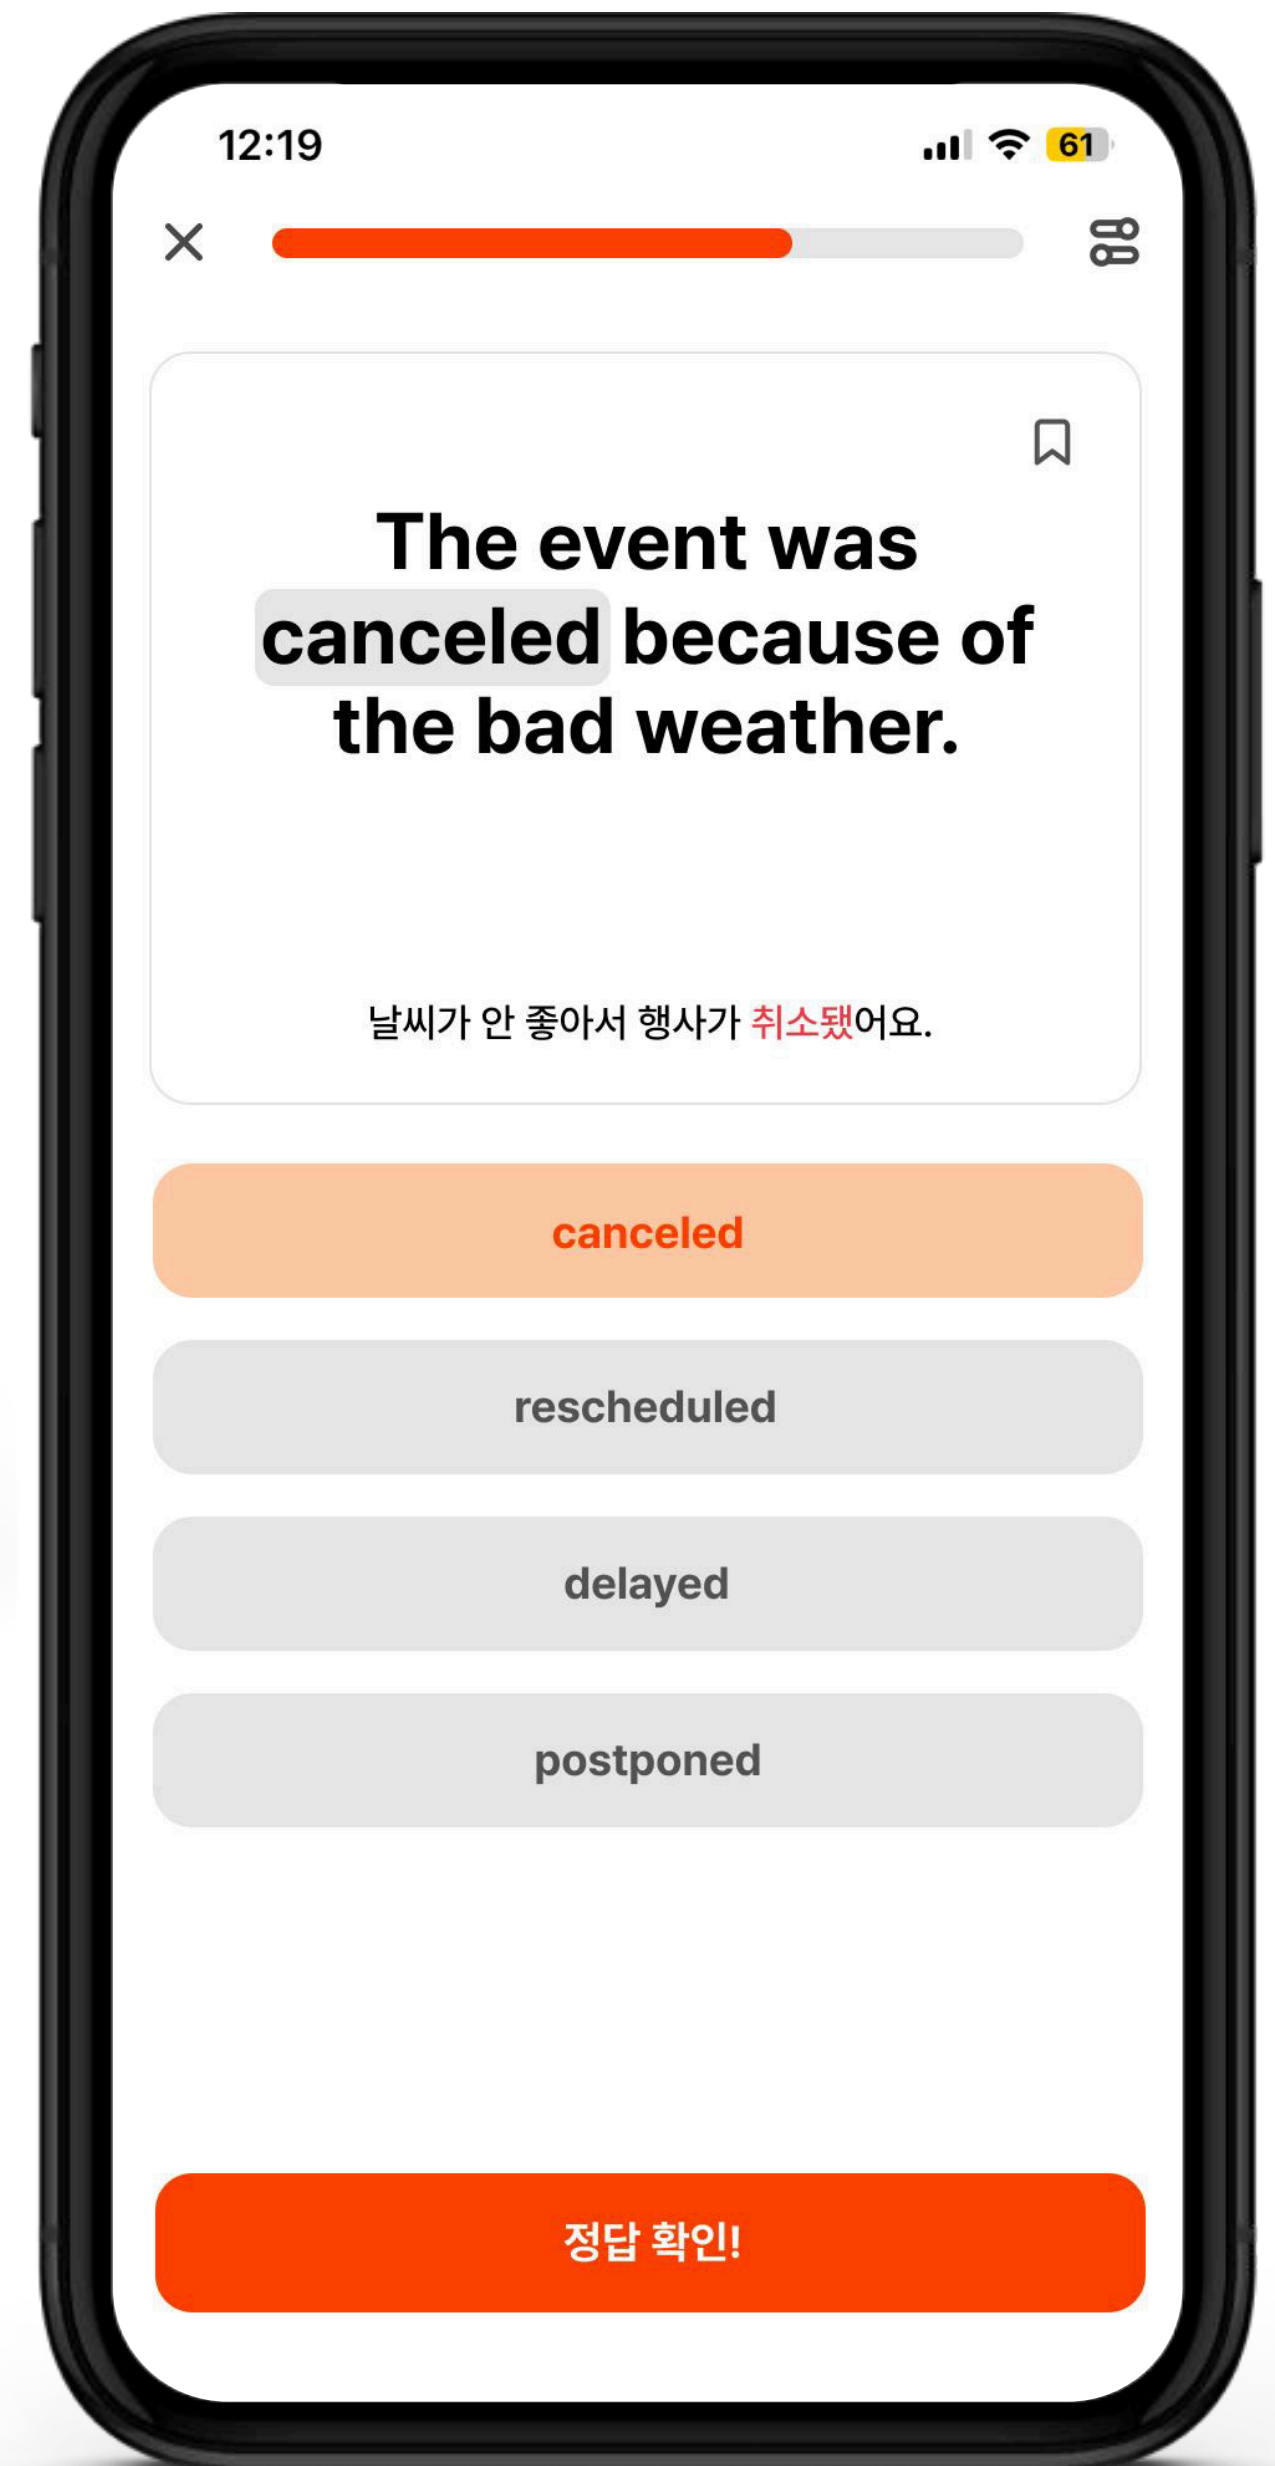 12:19
61
The event was
canceled because of
the bad weather.
날씨가 안 좋아서 행사가 취소됐어요.
canceled
rescheduled
delayed
postponed
정답 확인!